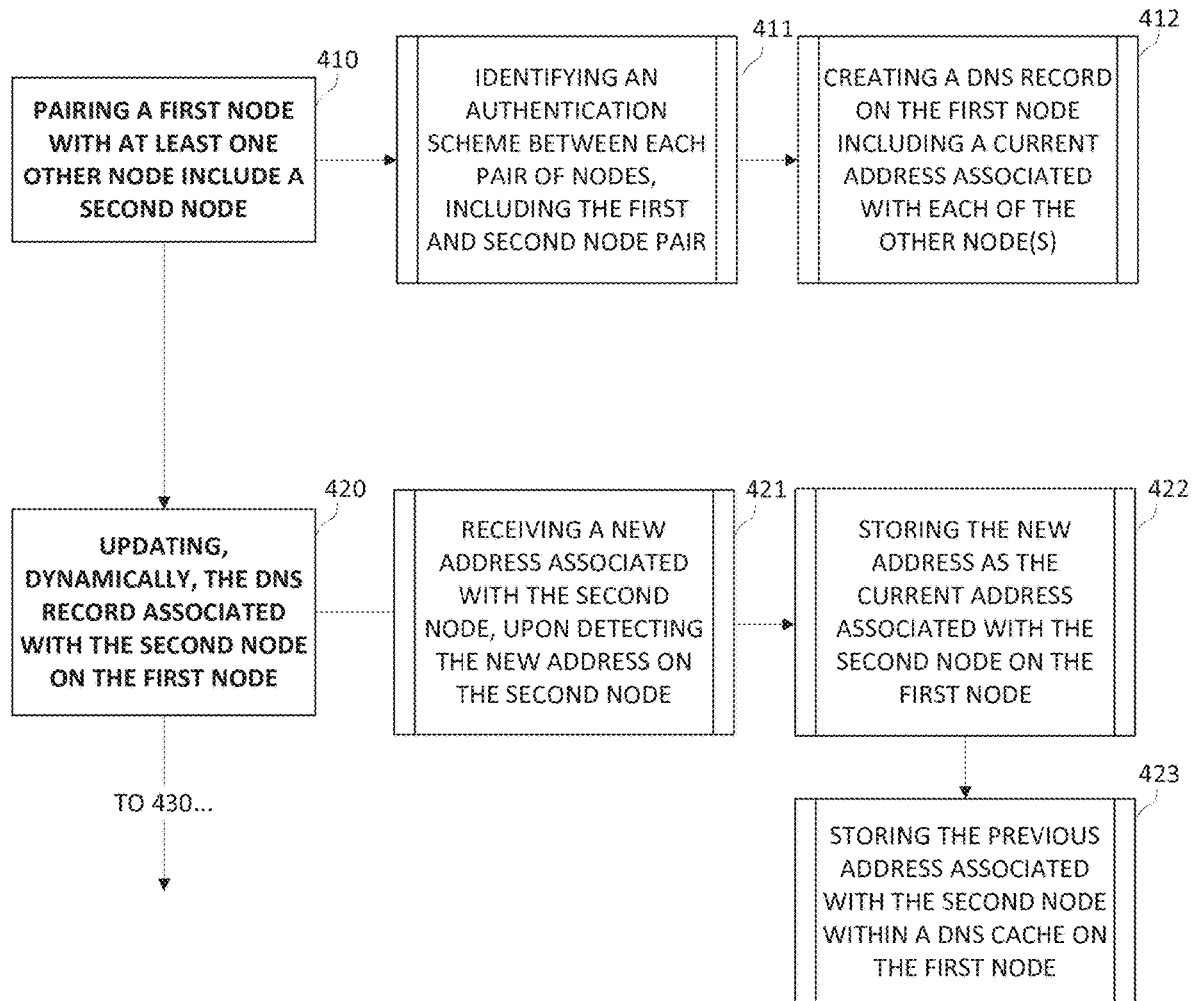 410
PAIRING A FIRST NODE
WITH AT LEAST ONE
OTHER NODE INCLUDE A
SECOND NODE
411
IDENTIFYING AN
AUTHENTICATION
SCHEME BETWEEN EACH
PAIR OF NODES,
INCLUDING THE FIRST
AND SECOND NODE PAIR
412
CREATING A DNS RECORD
ON THE FIRST NODE
INCLUDING A CURRENT
ADDRESS ASSOCIATED
WITH EACH OF THE
OTHER NODE(S)
420
UPDATING,
DYNAMICALLY, THE DNS
RECORD ASSOCIATED
WITH THE SECOND NODE
ON THE FIRST NODE
421
RECEIVING A NEW
ADDRESS ASSOCIATED
WITH THE SECOND
NODE, UPON DETECTING
THE NEW ADDRESS ON
THE SECOND NODE
422
STORING THE NEW
ADDRESS AS THE
CURRENT ADDRESS
ASSOCIATED WITH THE
SECOND NODE ON THE
FIRST NODE
TO 430...
423
STORING THE PREVIOUS
ADDRESS ASSOCIATED
WITH THE SECOND NODE
WITHIN A DNS CACHE ON
THE FIRST NODE